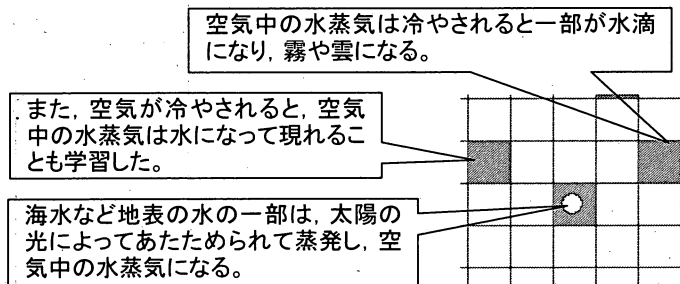 空気中の水蒸気は冷やされると一部が水滴
になり, 霧や雲になる。
また, 空気が冷やされると, 空気
中の水蒸気は水になって現れるこ
とも学習した。
海水など地表の水の一部は, 太陽の
光によってあたためられて蒸発し, 空
気中の水蒸気になる。